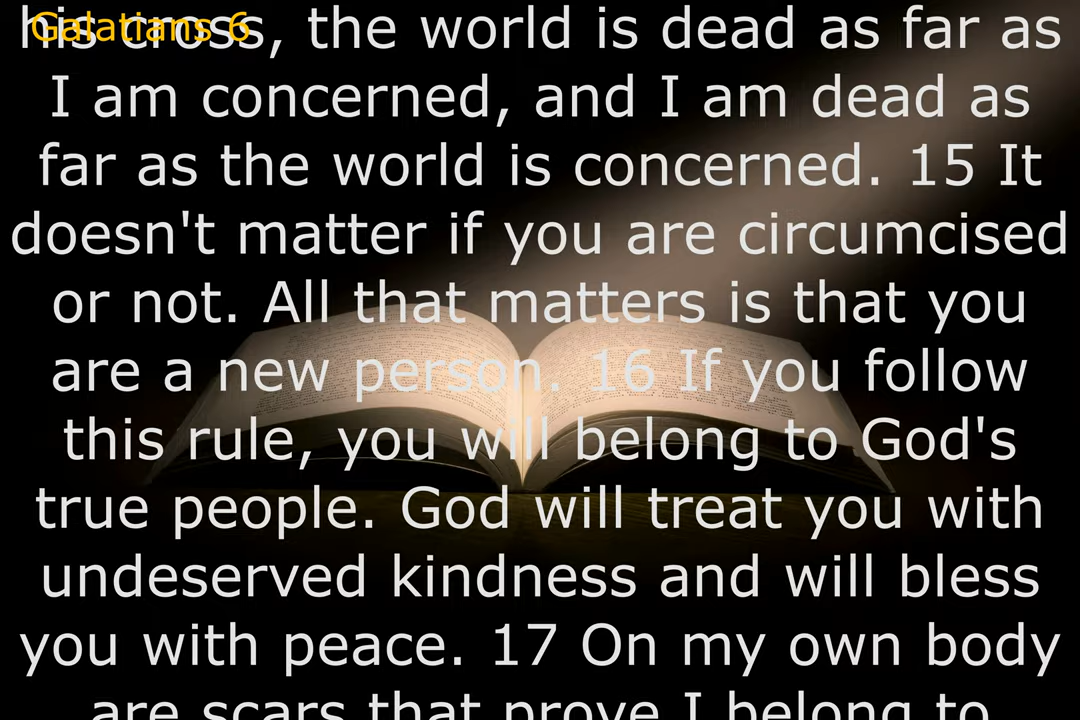 Galatians 6
his cross, the world is dead as far as
I am concerned, and I am dead as
far as the world is concerned. 15 It
doesn't matter if you are circumcised
or not. All that matters is that you
are a new person. 16 If you follow
this rule, you will belong to God's
true people. God will treat you with
undeserved kindness and will bless
you with peace. 17 On my own body
are scars that prove I belong to